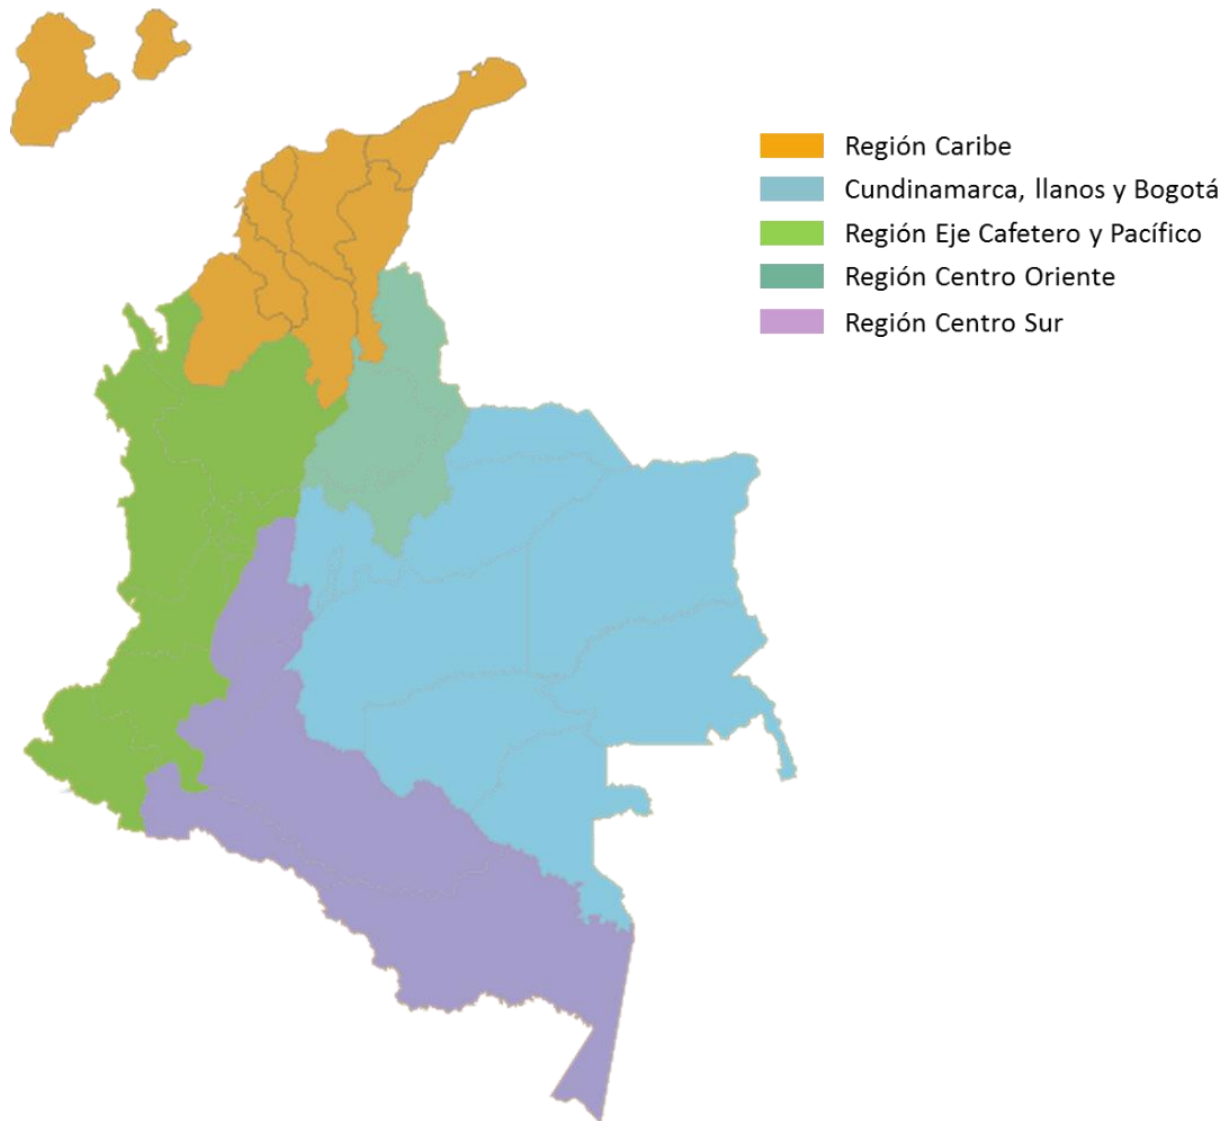 Región Caribe
Cundinamarca, llanos y Bogotá
Región Eje Cafetero y Pacífico
Región Centro Oriente
Región Centro Sur